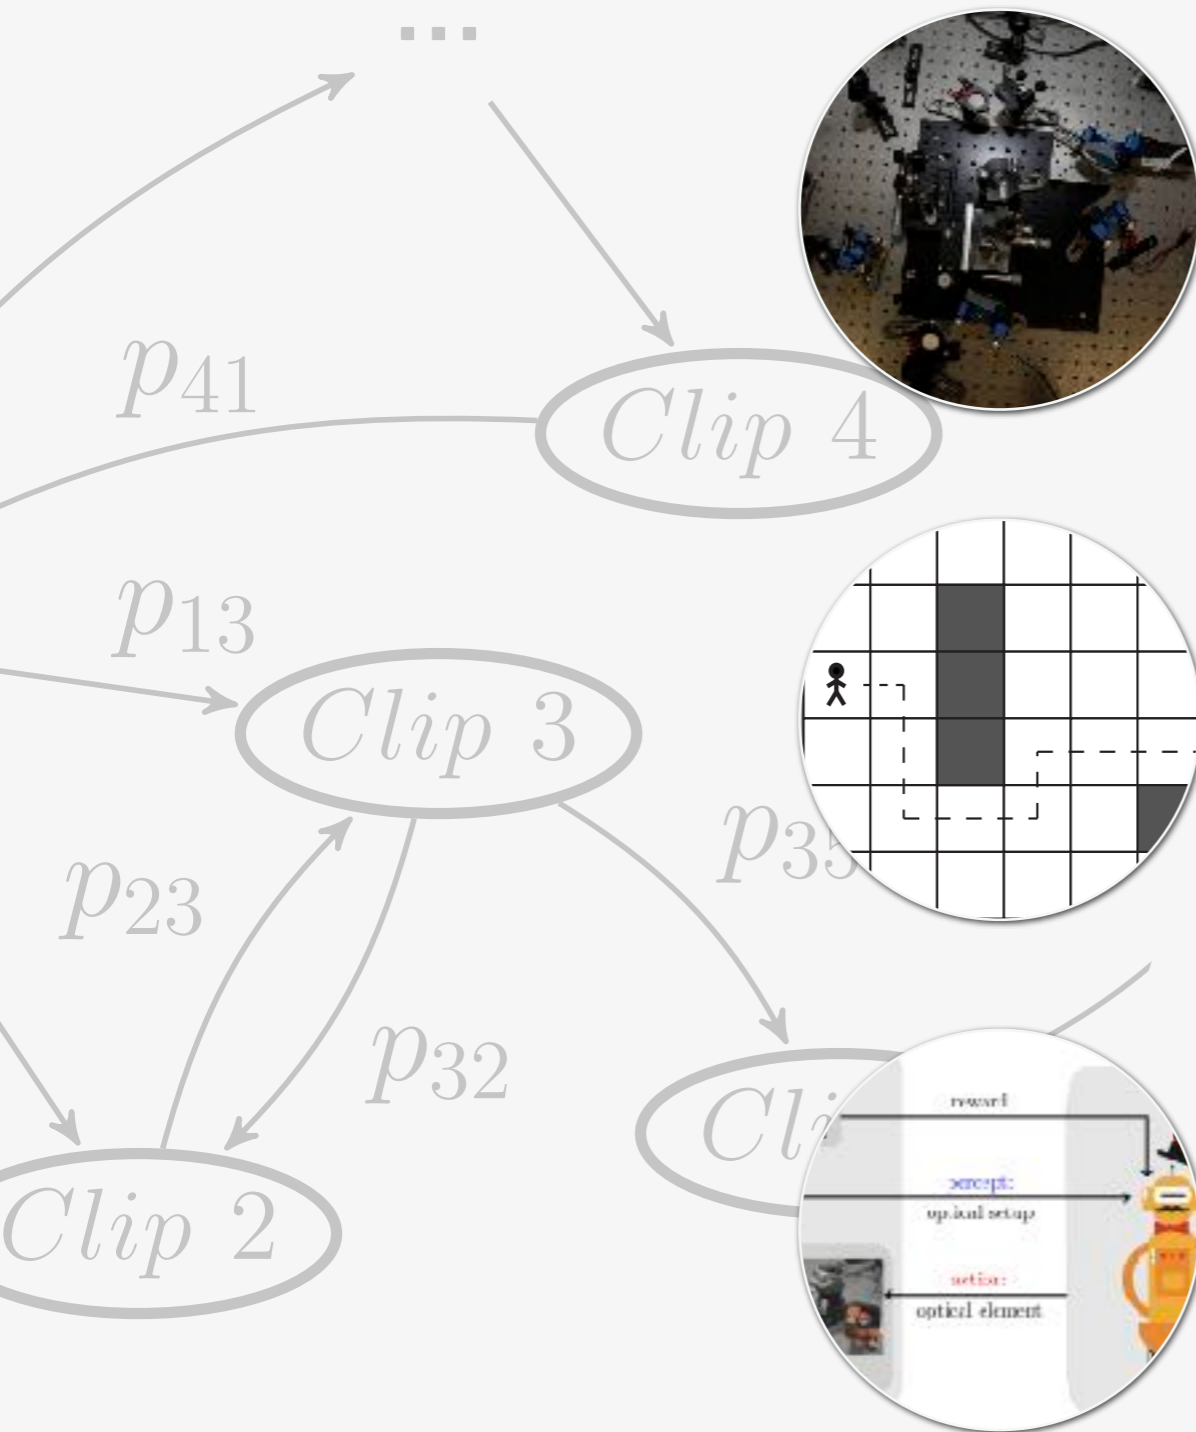 ...
p41
Clip 4
p13
Clip 3
p35
p23
p32
Cli
Clip 2
reward
percept:
optical setup
action:
optical element